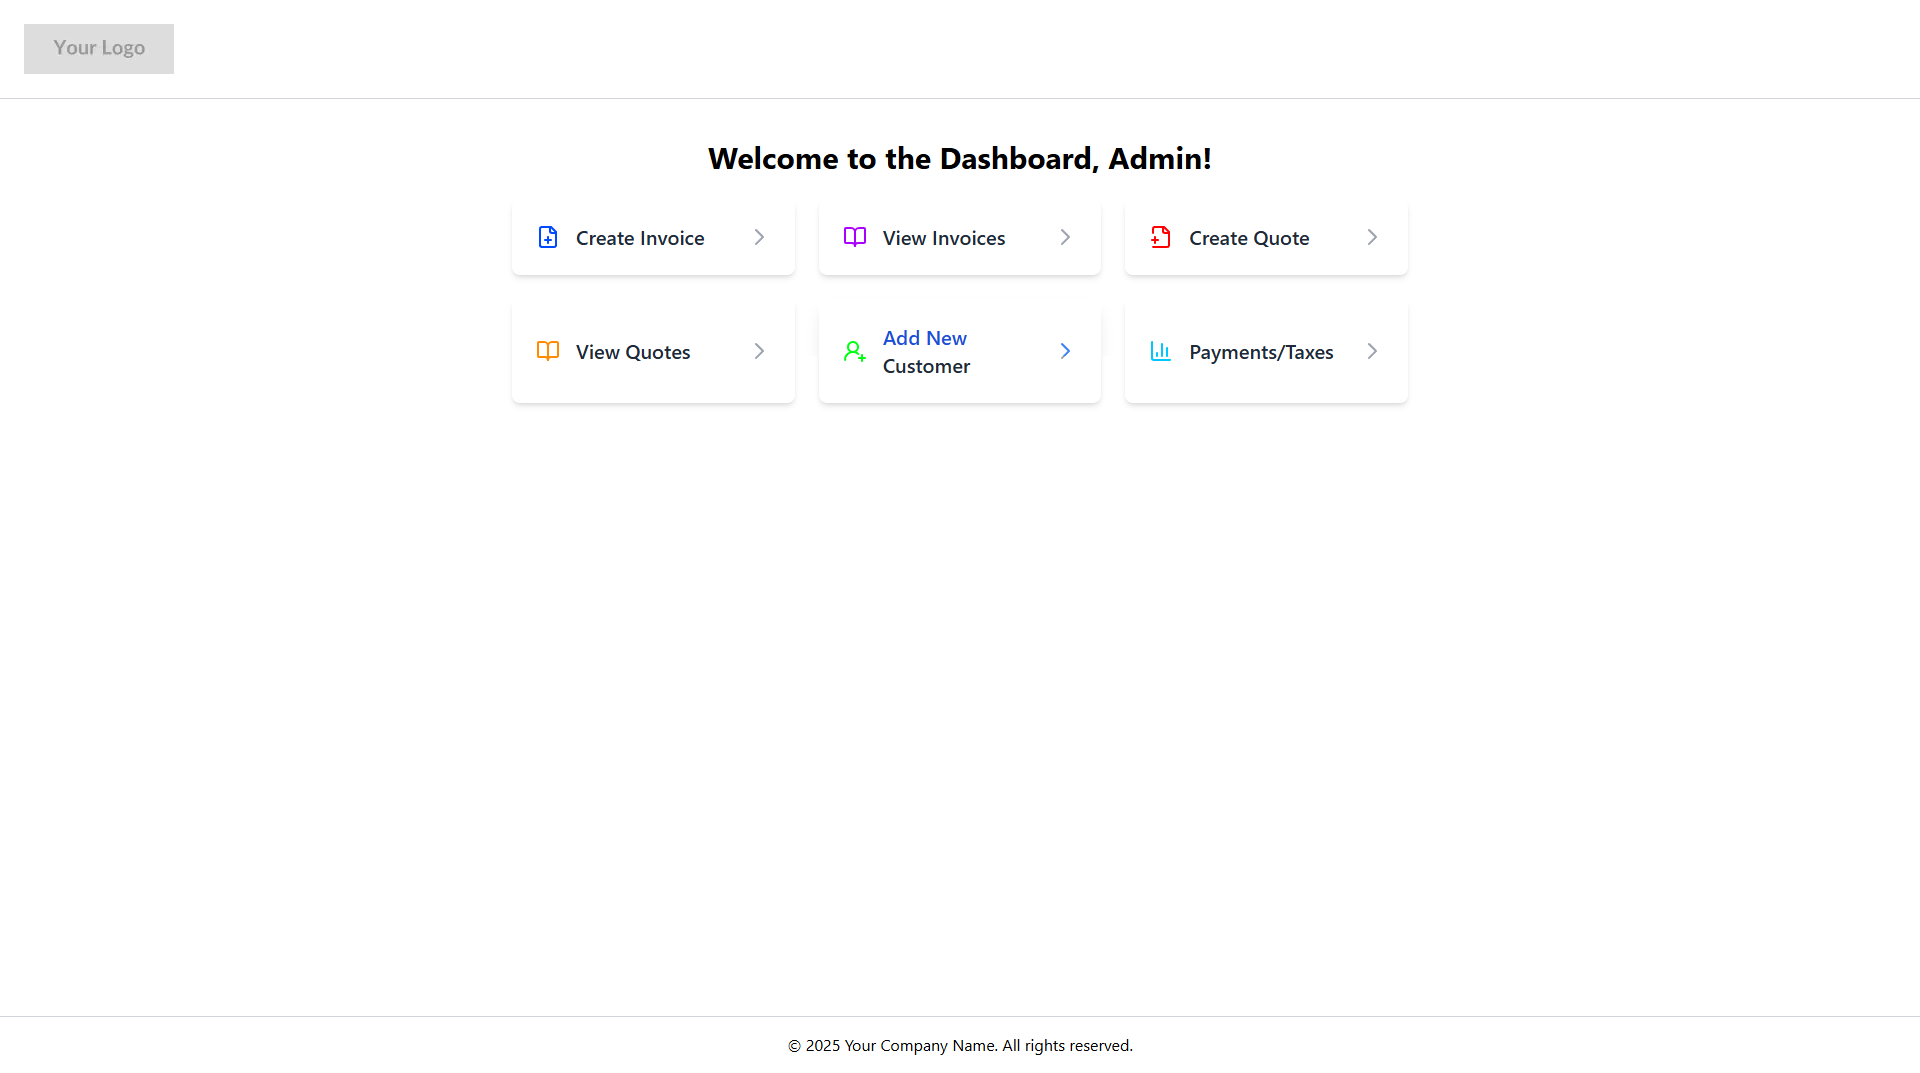 Your Logo
Welcome to the Dashboard, Admin!
Create Invoice
View Invoices
Create Quote
View Quotes
Add New
Customer
Payments/Taxes
© 2025 Your Company Name. All rights reserved.